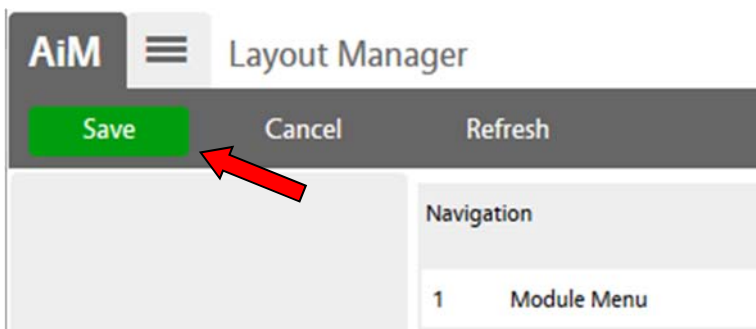 AiM Layout Manager
Save Cancel Refresh
Navigation
1 Module Menu